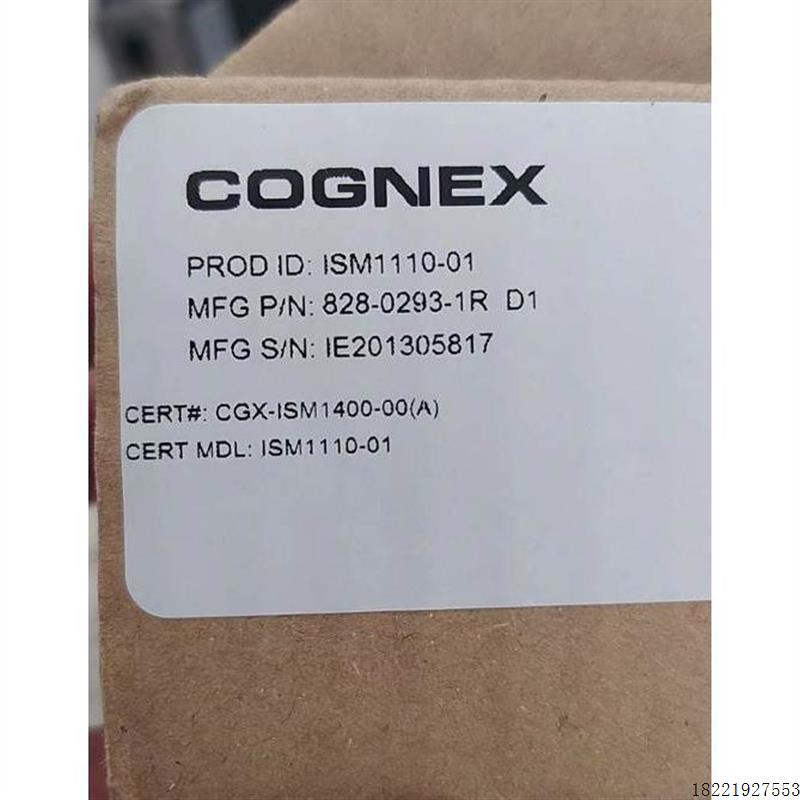 COGNEX
PROD ID: ISM1110-01
MFG P/N: 828-0293-1R D1
MFG S/N: IE201305817
CERT#: CGX-ISM1400-00(A)
CERT MDL: ISM1110-01
18221927553